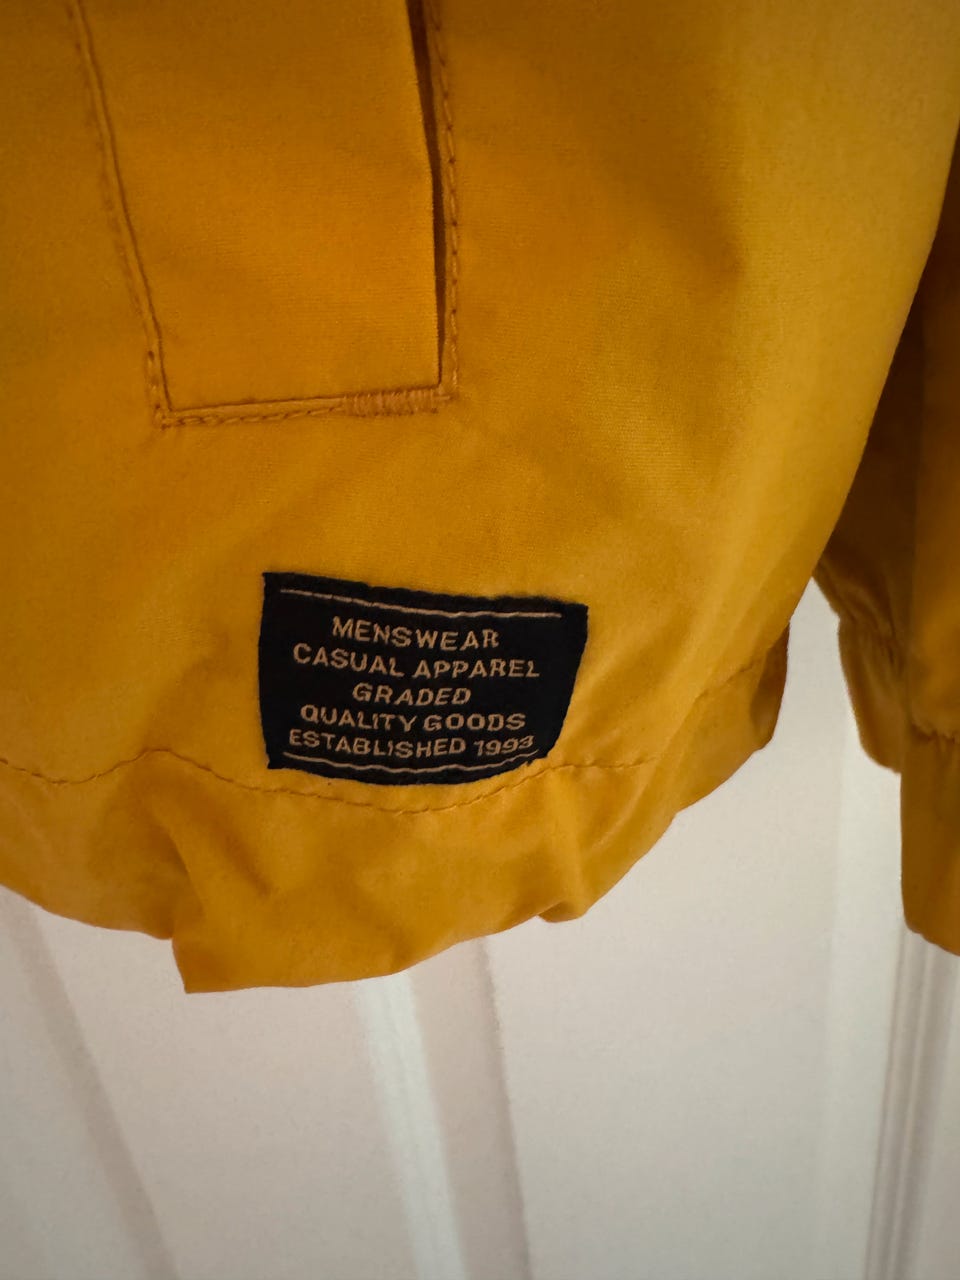 MENSWEAR
CASUAL APPAREL
GRADED
QUALITY GOODS
ESTABLISHED 1993